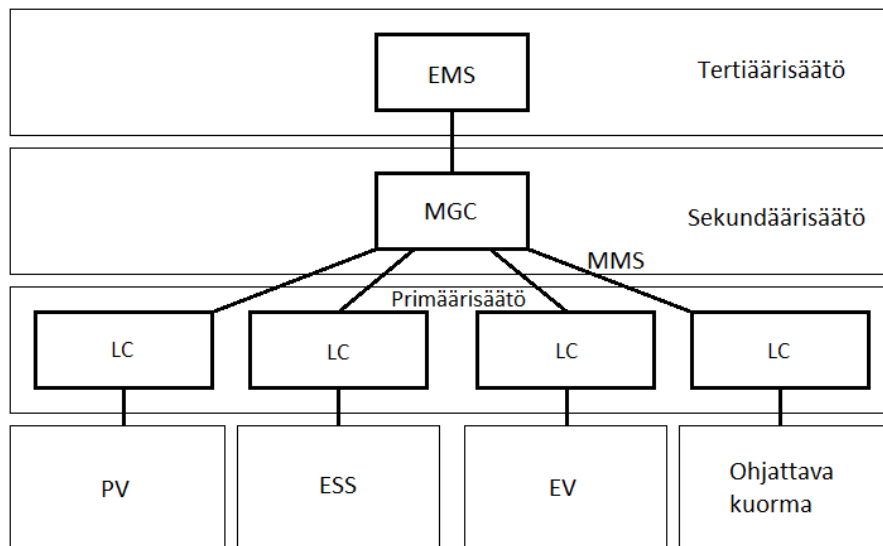 EMS
Tertiäärisäätö
MGC
Sekundäärisäätö
MMS
Primäärisäätö
LC
LC
LC
LC
PV
ESS
EV
Ohjattava
kuorma